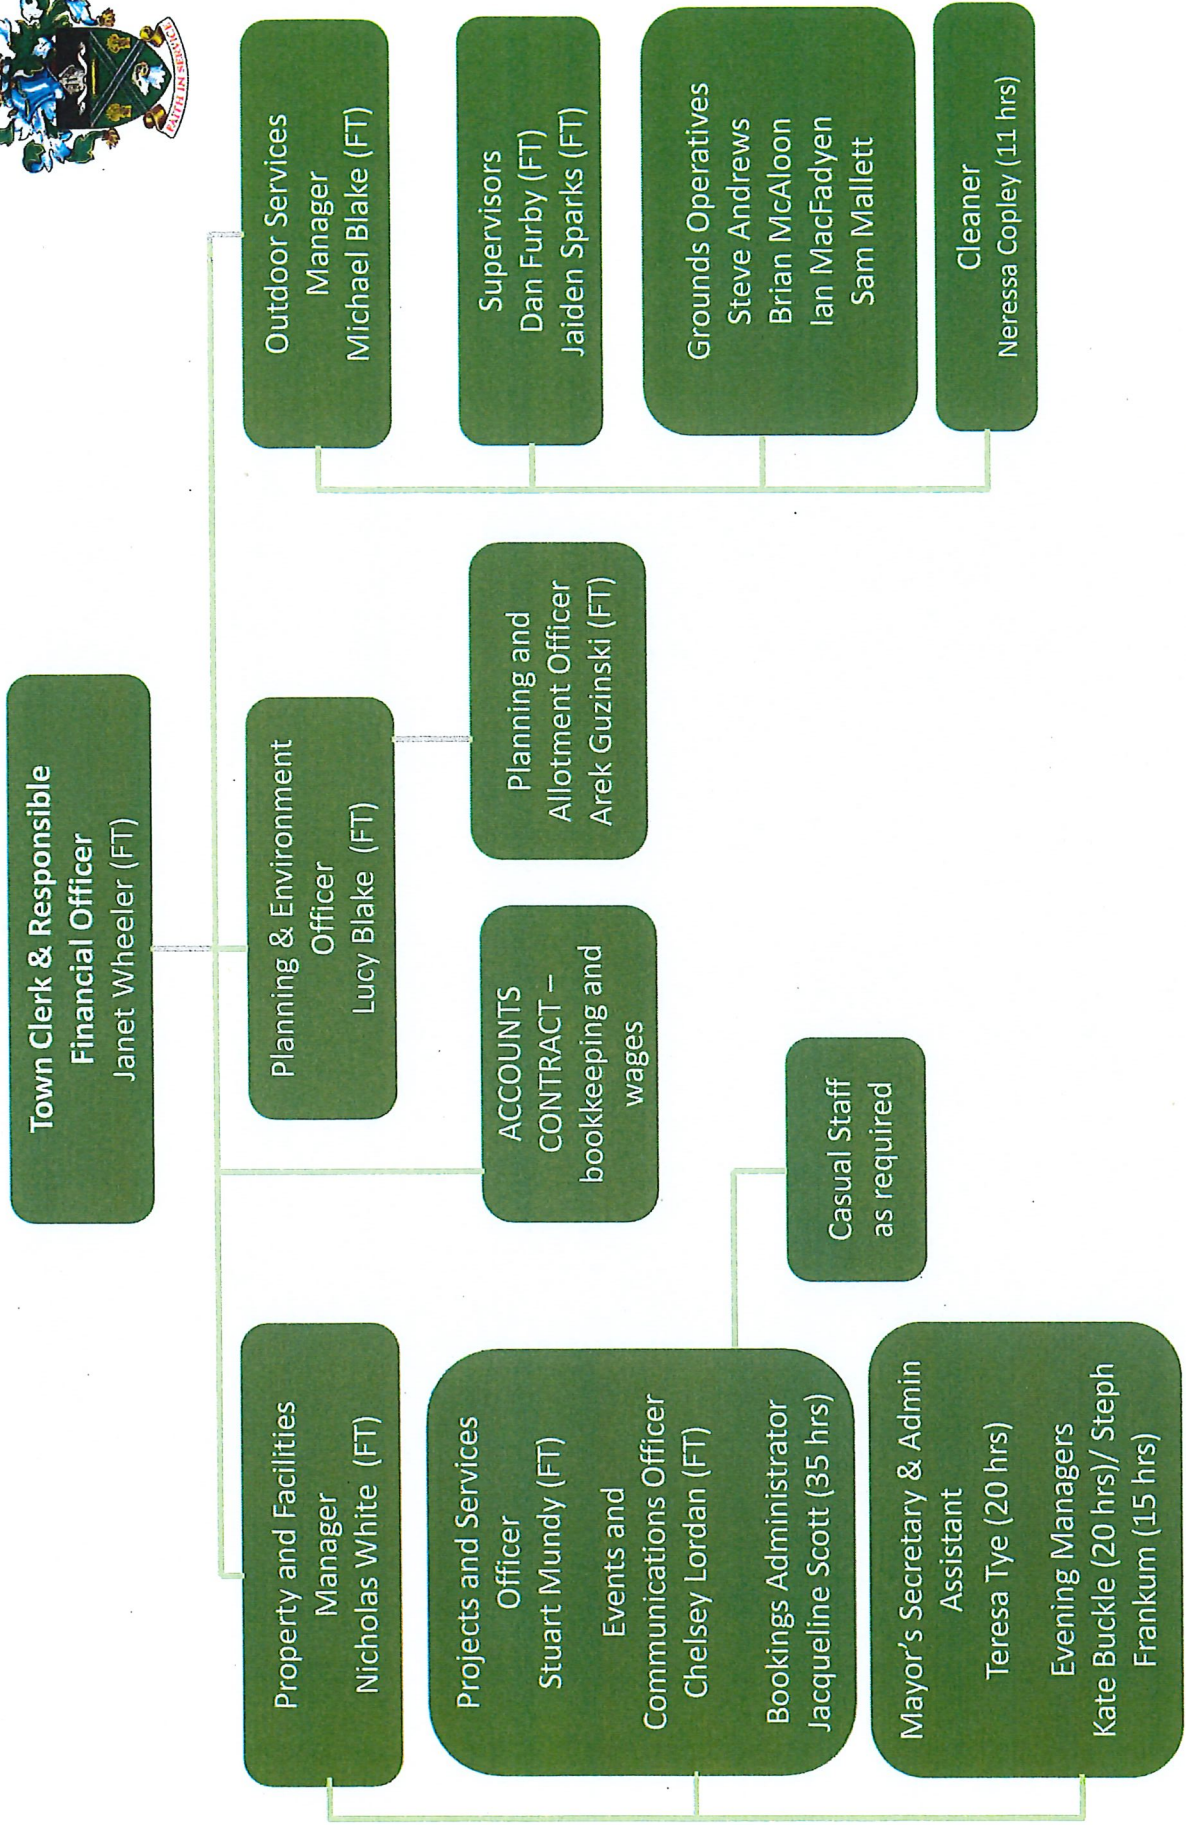 FAITH IN SERVICE
Town Clerk & Responsible
Financial Officer
Janet Wheeler (FT)
Property and Facilities
Manager
Nicholas White (FT)
Planning & Environment
Officer
Lucy Blake (FT)
Outdoor Services
Manager
Michael Blake (FT)
Projects and Services
Officer
Stuart Mundy (FT)
Events and
Communications Officer
Chelsey Lordan (FT)
Bookings Administrator
Jacqueline Scott (35 hrs)
ACCOUNTS
CONTRACT –
bookkeeping and
wages
Planning and
Allotment Officer
Arek Guzinski (FT)
Supervisors
Dan Furby (FT)
Jaiden Sparks (FT)
Grounds Operatives
Steve Andrews
Brian McAloon
Ian MacFadyen
Sam Mallett
Casual Staff
as required
Mayor's Secretary & Admin
Assistant
Teresa Tye (20 hrs)
Evening Managers
Kate Buckle (20 hrs)/ Steph
Frankum (15 hrs)
Cleaner
Neressa Copley (11 hrs)